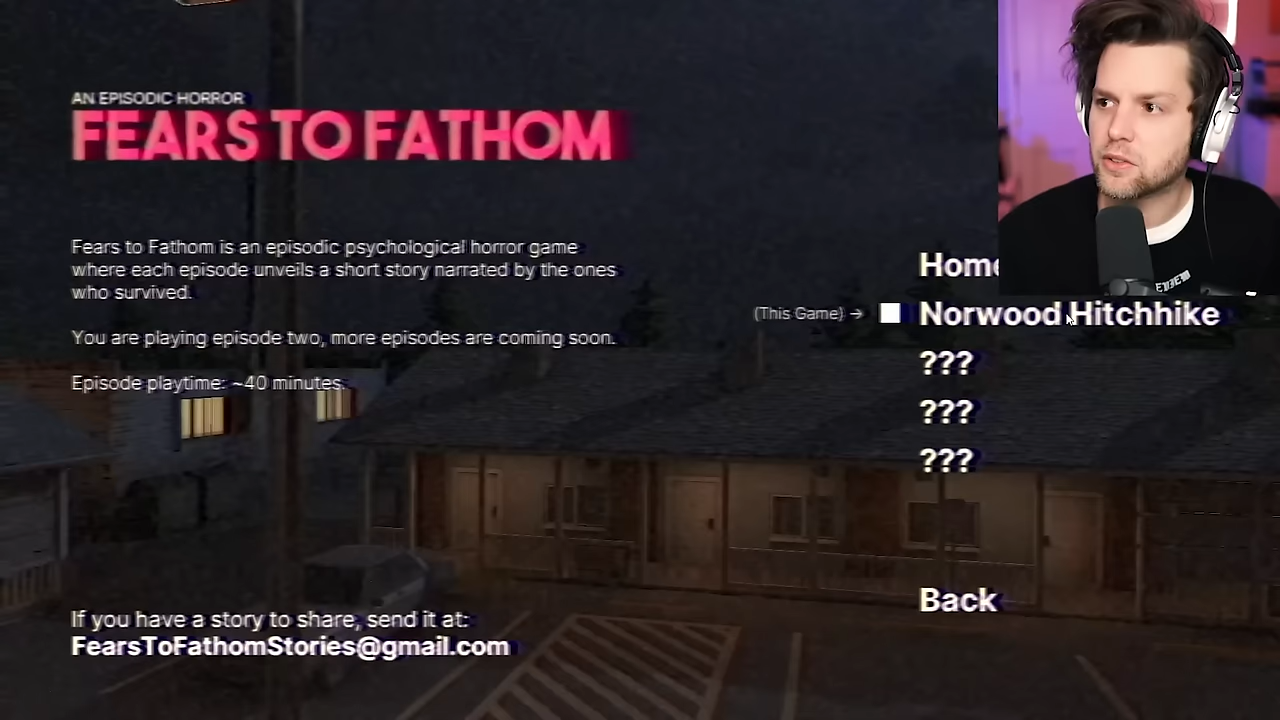 AN EPISODIC HORROR
FEARS TO FATHOM
Fears to Fathom is an episodic psychological horror game
where each episode unveils a short story narrated by the ones
who survived.
You are playing episode two, more episodes are coming soon.
Episode playtime: ~40 minutes.
If you have a story to share, send it at:
FearsToFathomStories@gmail.com
Home
(This Game) → Norwood Hitchhike
???
???
???
Back